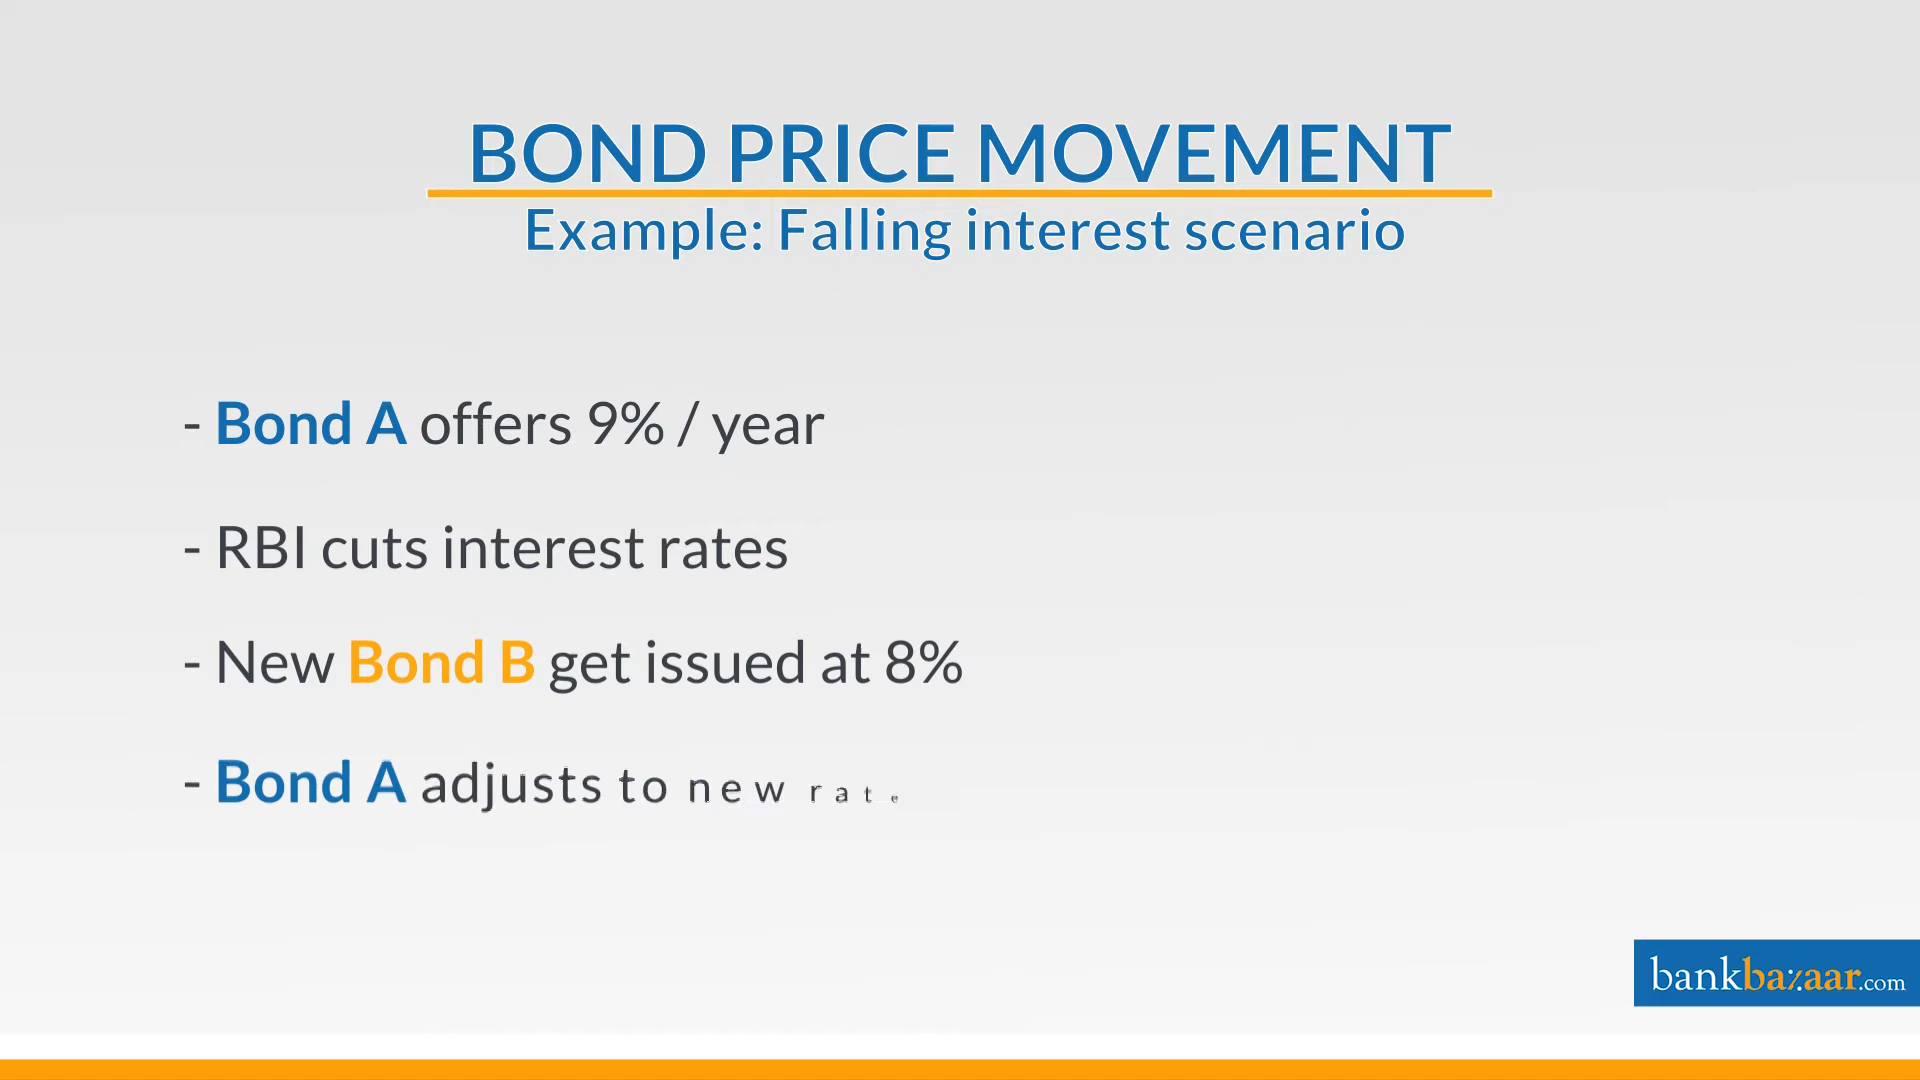 BOND PRICE MOVEMENT
Example: Falling interest scenario
- Bond A offers 9% / year
- RBI cuts interest rates
- New Bond B get issued at 8%
- Bond A adjusts to new rate
bankbazaar.com